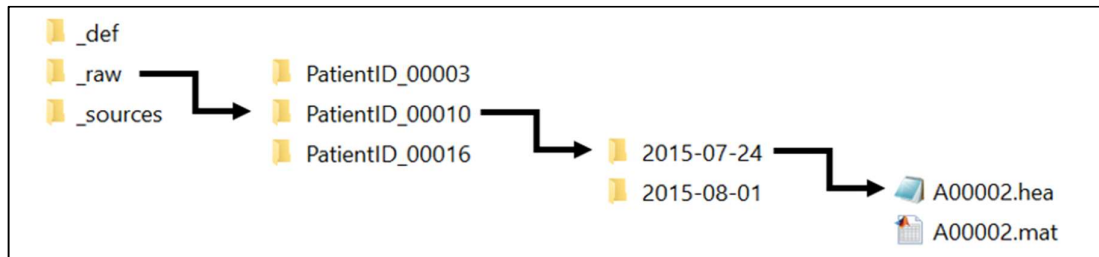 _def
_raw
_sources
PatientID_00003
PatientID_00010
PatientID_00016
2015-07-24
2015-08-01
A00002.hea
A00002.mat